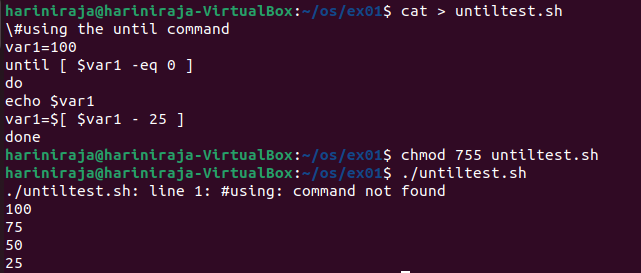 hariniraja@hariniraja-VirtualBox:~/os/ex01$ cat > untiltest.sh
\#using the until command
var1=100
until [ $var1 -eq 0 ]
do
echo $var1
var1=$[ $var1 - 25 ]
done
hariniraja@hariniraja-VirtualBox:~/os/ex01$ chmod 755 untiltest.sh
hariniraja@hariniraja-VirtualBox:~/os/ex01$ ./untiltest.sh
./untiltest.sh: line 1: #using: command not found
100
75
50
25